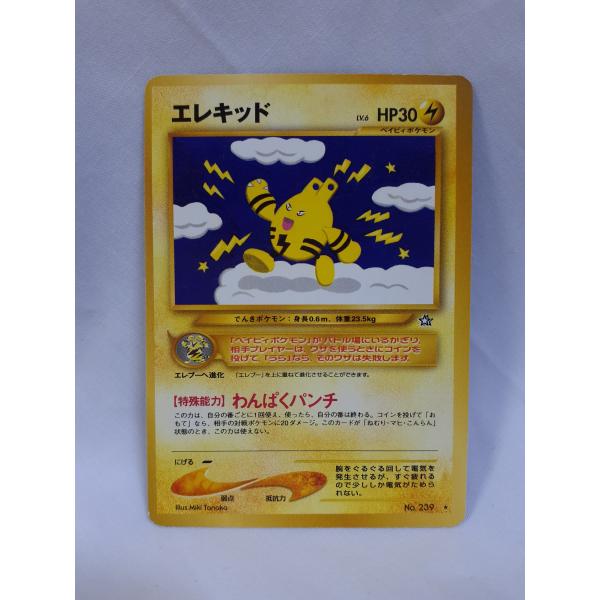 エレキッド LV.6 HP30
ベイビィポケモン
でんきポケモン：身長0.6m、体重23.5kg
「ベイビィポケモン」がバトル場にいるかぎり、
相手プレイヤーは、ワザを使うときにコインを
投げて「うら」なら、そのワザは失敗します。
エレブーへ進化 「エレブー」を上に重ねて進化させることができます。
【特殊能力】わんぱくパンチ
この力は、自分の番ごとに1回使え、使ったら、自分の番は終わる。コインを投げて「お
もて」なら、相手の対戦ポケモンに20ダメージ。このカードが「ねむり・マヒ・こんらん」
状態のとき、この力は使えない。
にげる
弱点 抵抗力
腕をぐるぐる回して電気を
発生させるが、すぐ疲れる
ので少ししか電気がためら
れない。
Illus.Miki Tanaka
No. 239 ★